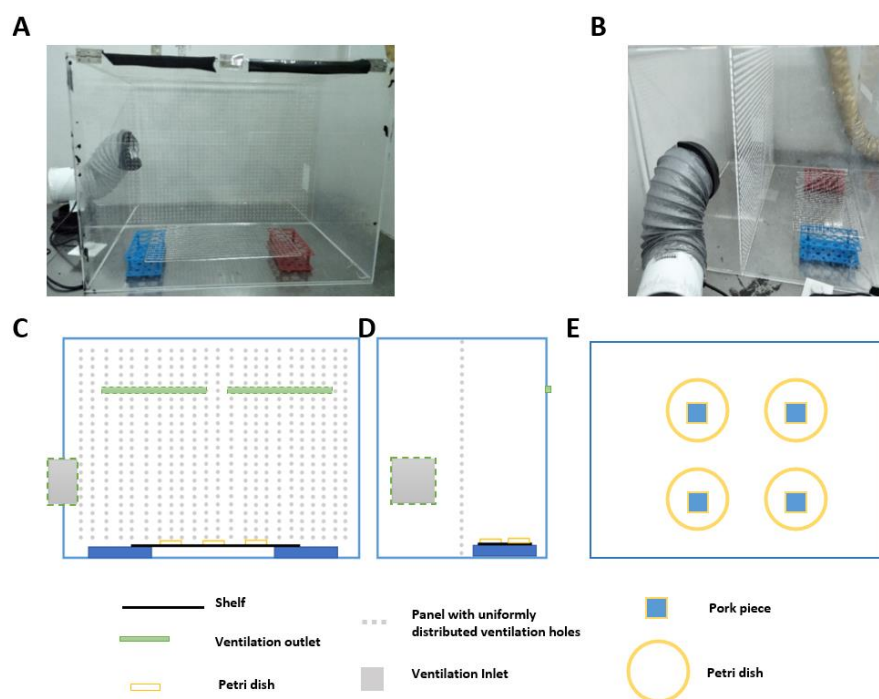 A
B
C
D
E
Shelf
Ventilation outlet
Petri dish
Panel with uniformly
distributed ventilation holes
Ventilation Inlet
Pork piece
Petri dish